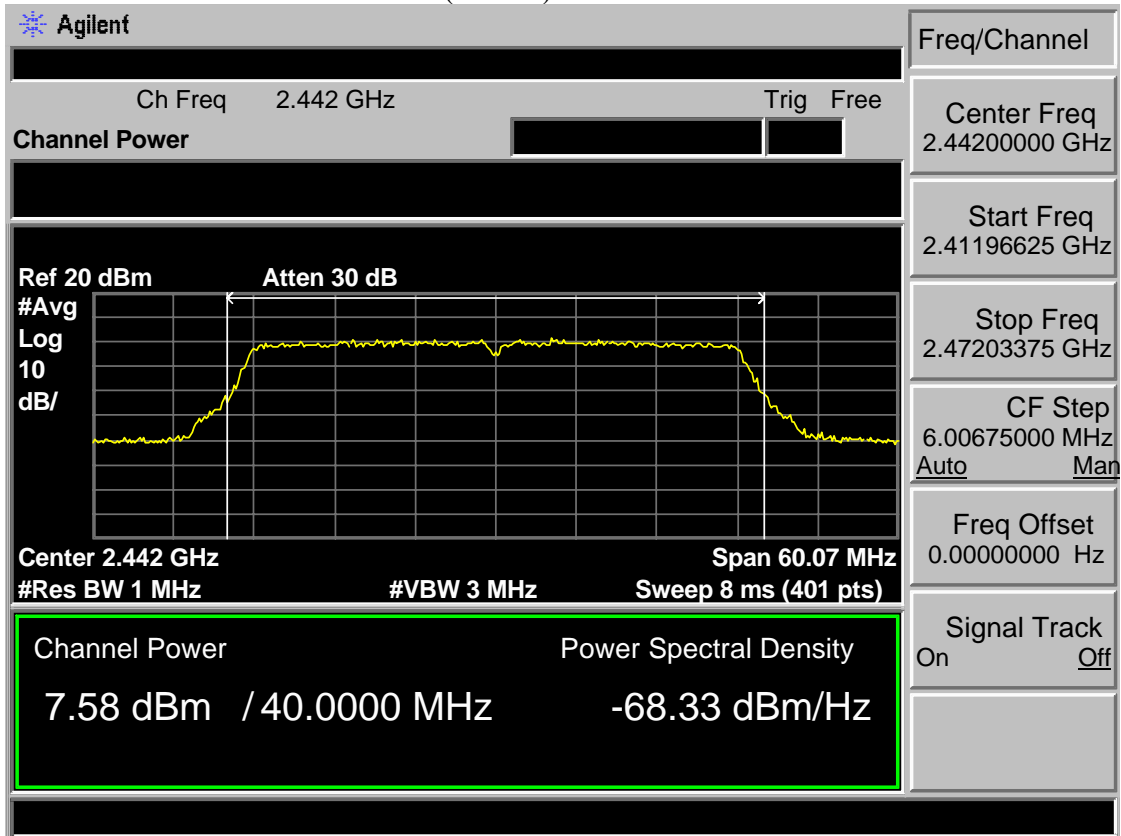 Agilent
Freq/Channel
Ch Freq 2.442 GHz Trig Free
Channel Power
Center Freq
2.44200000 GHz
Start Freq
2.41196625 GHz
Ref 20 dBm Atten 30 dB
#Avg
Log
10
dB/
Stop Freq
2.47203375 GHz
CF Step
6.00675000 MHz
Auto Man
Freq Offset
0.00000000 Hz
Center 2.442 GHz Span 60.07 MHz
#Res BW 1 MHz #VBW 3 MHz Sweep 8 ms (401 pts)
Signal Track
On Off
Channel Power Power Spectral Density
7.58 dBm / 40.0000 MHz -68.33 dBm/Hz